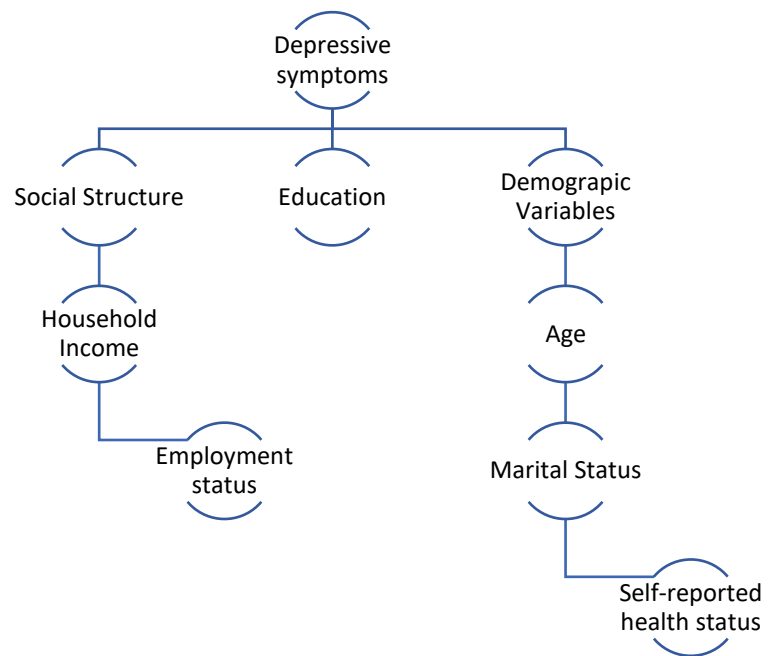 Depressive
symptoms
Social Structure
Education
Demograpic
Variables
Household
Income
Age
Employment
status
Marital Status
Self-reported
health status